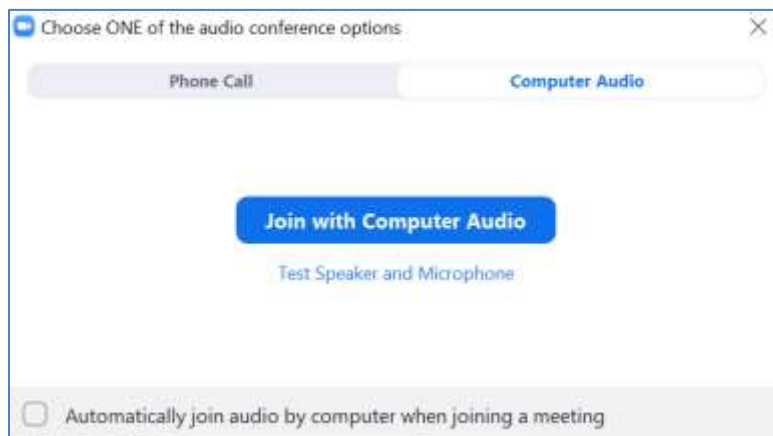 Choose ONE of the audio conference options
Phone Call
Computer Audio
Join with Computer Audio
Test Speaker and Microphone
Automatically join audio by computer when joining a meeting